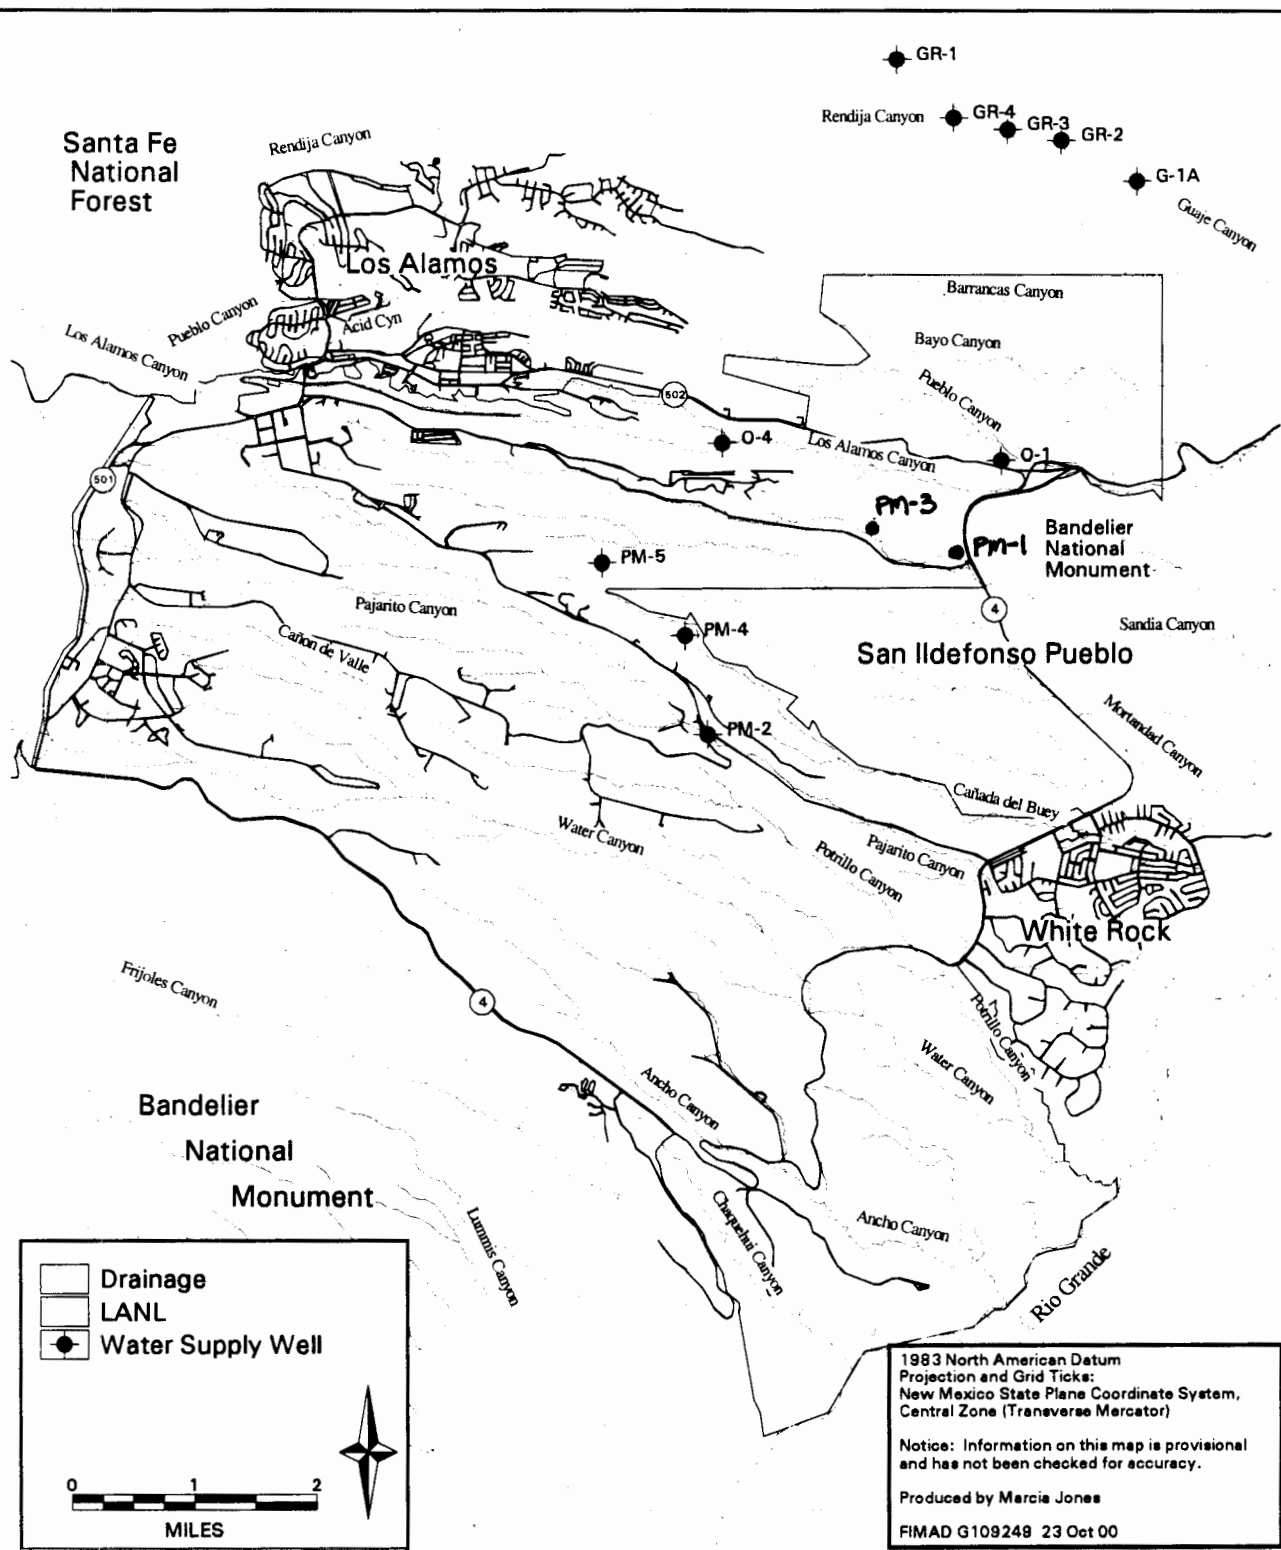 GR-1
Rendija Canyon
GR-4
GR-3
GR-2
G-1A
Guaje Canyon
Santa Fe
National
Forest
Rendija Canyon
Los Alamos
Barrancas Canyon
Bayo Canyon
Pueblo Canyon
Pueblo Canyon
Acid Cyn
Los Alamos Canyon
502
O-4
Los Alamos Canyon
O-1
501
PM-3
PM-1
Bandelier
National
Monument
PM-5
4
Pajarito Canyon
Cañon de Valle
PM-4
Sandia Canyon
San Ildefonso Pueblo
PM-2
Mortandad Canyon
Cañada del Buey
Water Canyon
Pajarito Canyon
Potrillo Canyon
White Rock
Frijoles Canyon
4
Potrillo Canyon
Water Canyon
Ancho Canyon
Bandelier
National
Monument
Lummis Canyon
Chaquehui Canyon
Ancho Canyon
Rio Grande
Drainage
LANL
Water Supply Well
0 1 2
MILES
1983 North American Datum
Projection and Grid Ticks:
New Mexico State Plane Coordinate System,
Central Zone (Transverse Mercator)
Notice: Information on this map is provisional
and has not been checked for accuracy.
Produced by Marcia Jones
FIMAD G109249 23 Oct 00